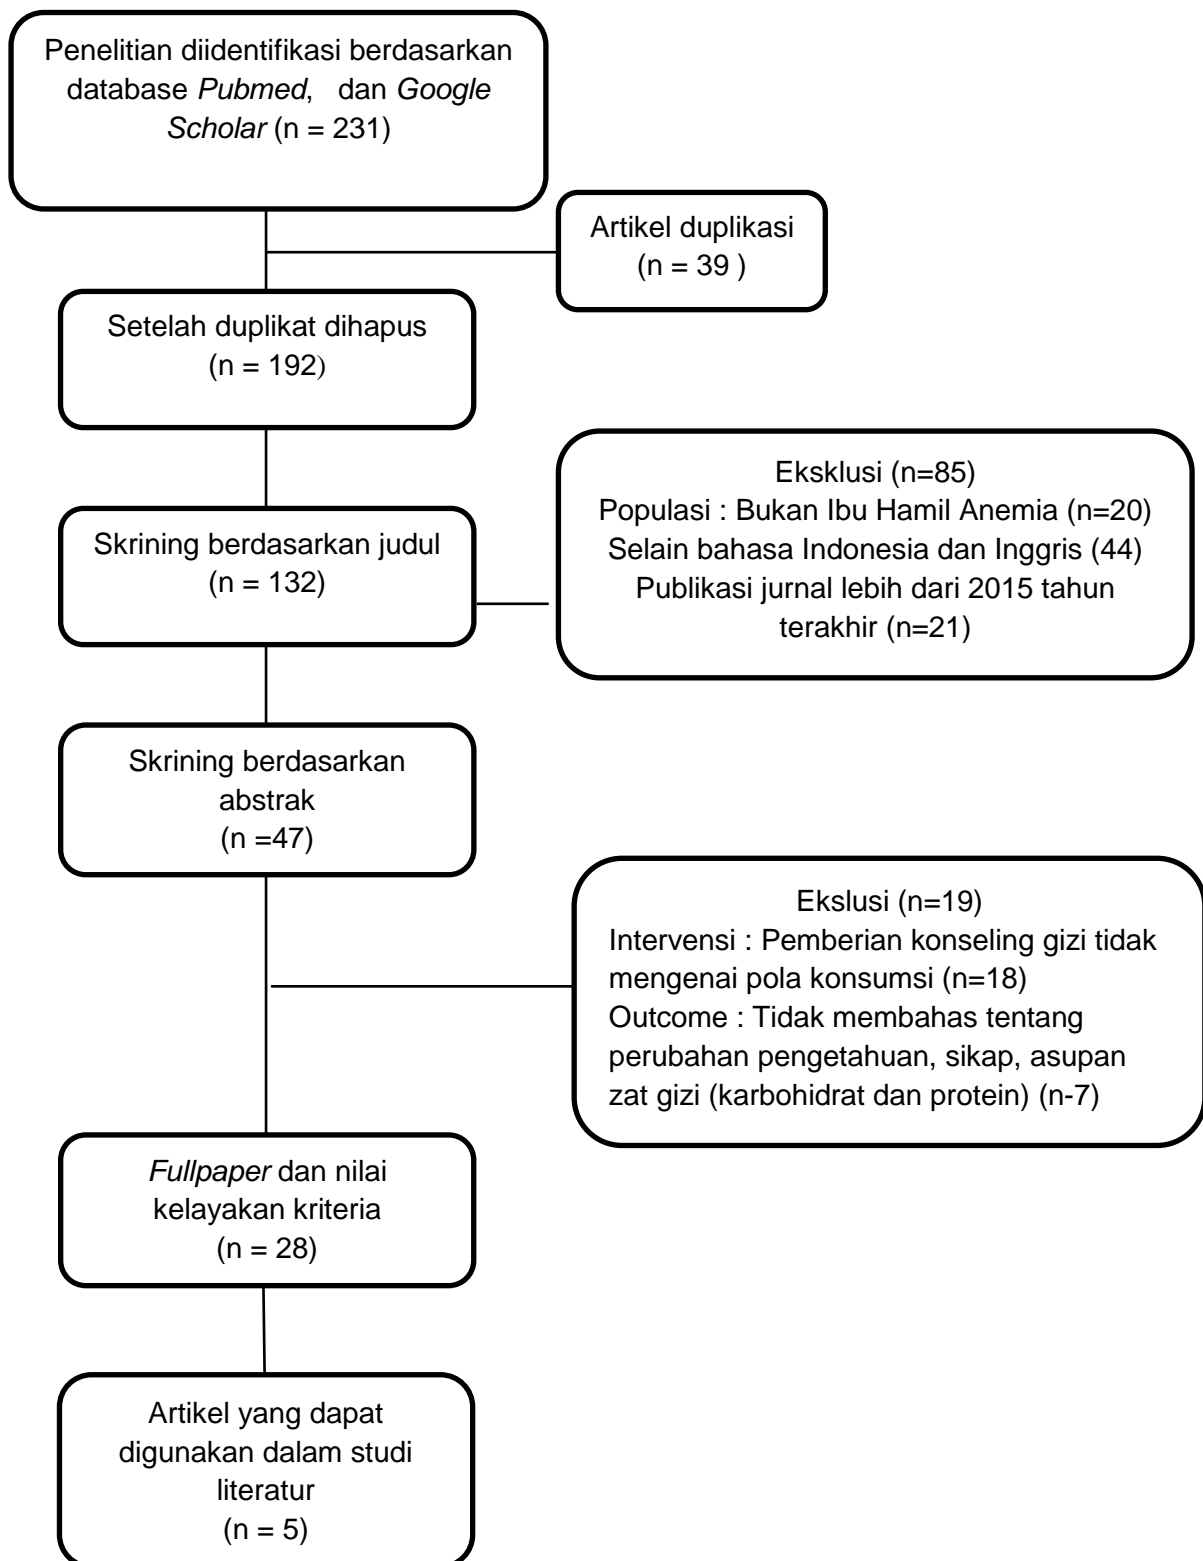 Penelitian diidentifikasi berdasarkan
database Pubmed, dan Google
Scholar (n = 231)
Artikel duplikasi
(n = 39 )
Setelah duplikat dihapus
(n = 192)
Skrining berdasarkan judul
(n = 132)
Eksklusi (n=85)
Populasi : Bukan Ibu Hamil Anemia (n=20)
Selain bahasa Indonesia dan Inggris (44)
Publikasi jurnal lebih dari 2015 tahun
terakhir (n=21)
Skrining berdasarkan
abstrak
(n =47)
Ekslusi (n=19)
Intervensi : Pemberian konseling gizi tidak
mengenai pola konsumsi (n=18)
Outcome : Tidak membahas tentang
perubahan pengetahuan, sikap, asupan
zat gizi (karbohidrat dan protein) (n-7)
Fullpaper dan nilai
kelayakan kriteria
(n = 28)
Artikel yang dapat
digunakan dalam studi
literatur
(n = 5)